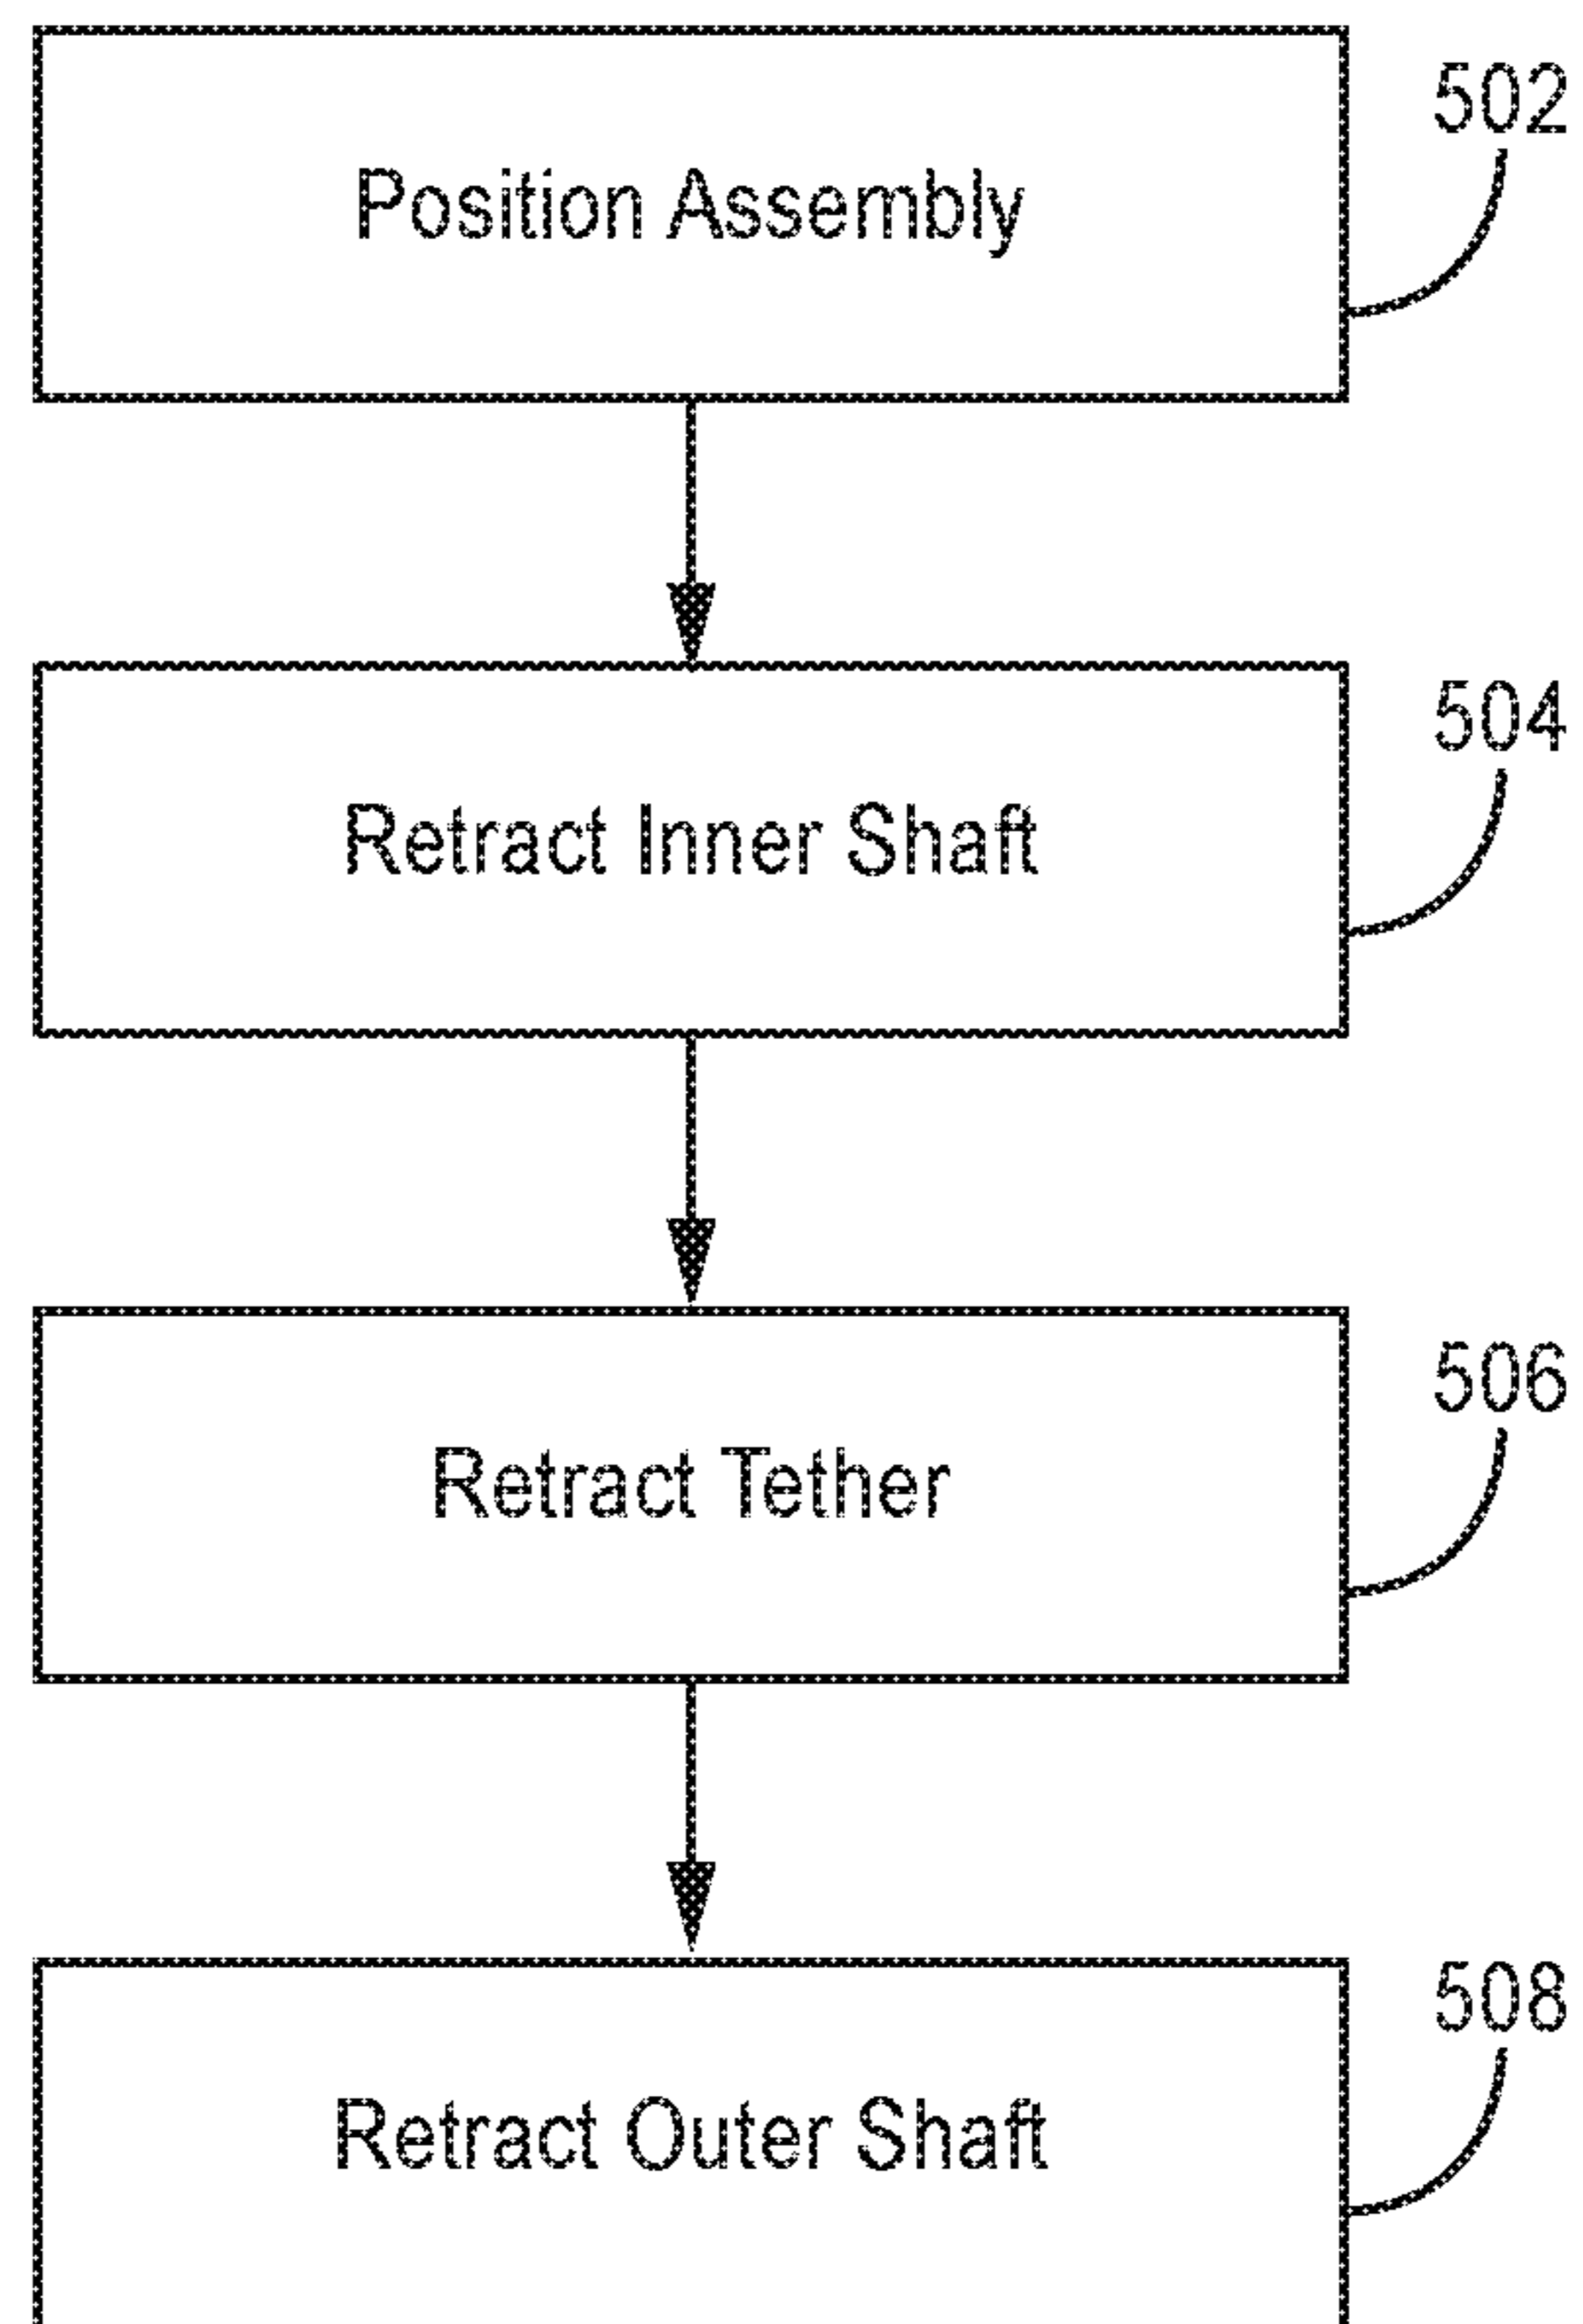 502
Position Assembly
504
Retract Inner Shaft
506
Retract Tether
508
Retract Outer Shaft